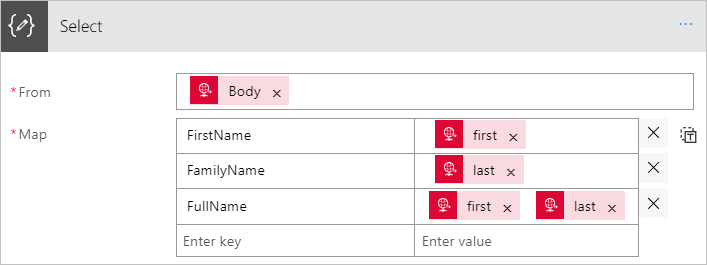 Select
* From Body ×
* Map FirstName first × ×
FamilyName last × ×
FullName first × last × ×
Enter key Enter value